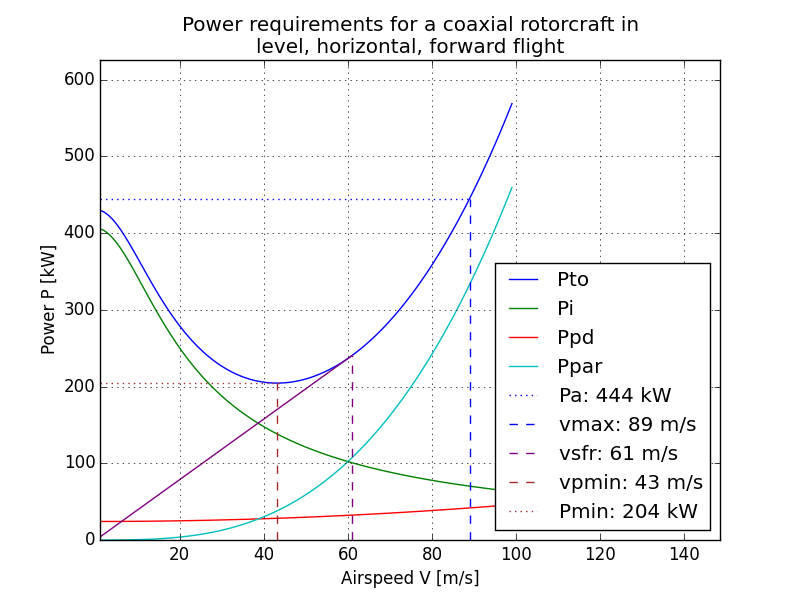 Power requirements for a coaxial rotorcraft in
level, horizontal, forward flight
Power P [kW]
600
500
400
300
200
100
0
20
40
60
80
100
120
140
Airspeed V [m/s]
Pto
Pi
Ppd
Ppar
Pa: 444 kW
vmax: 89 m/s
vsfr: 61 m/s
vpmin: 43 m/s
Pmin: 204 kW